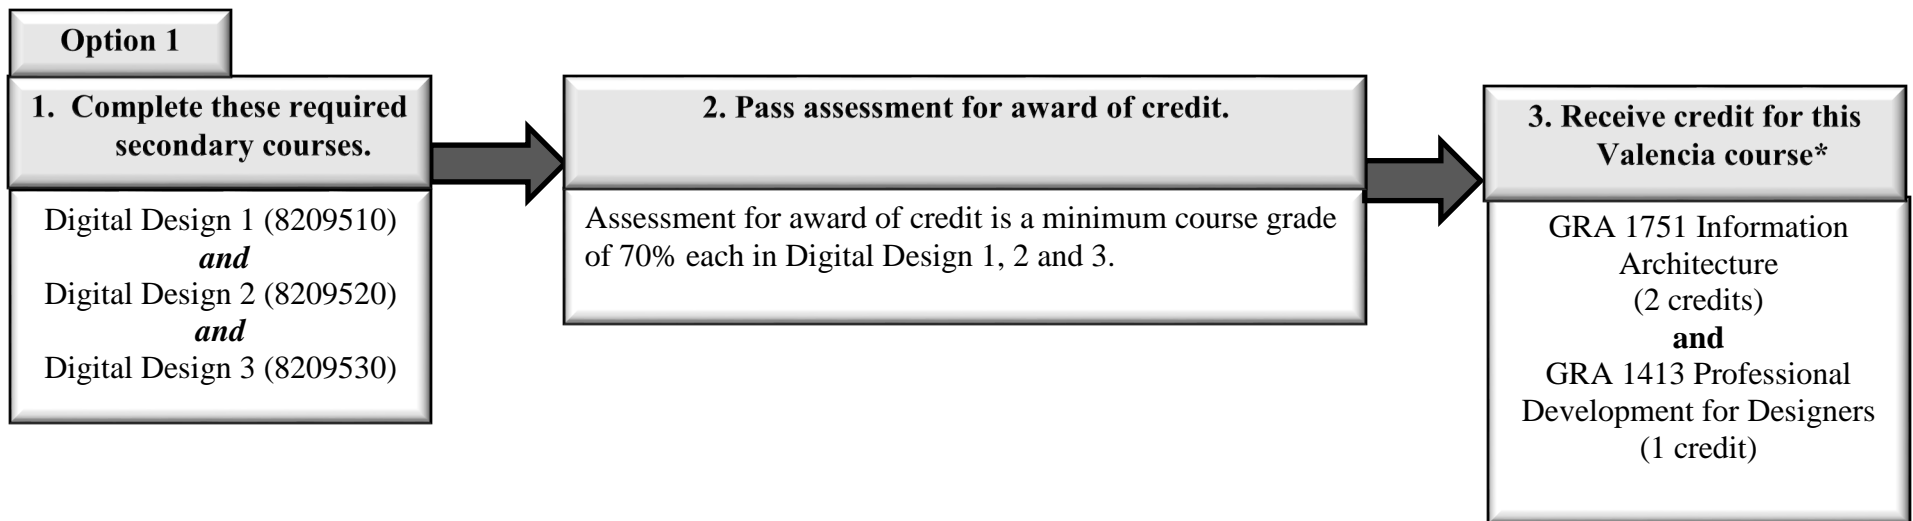 Option 1
1. Complete these required
secondary courses.
Digital Design 1 (8209510)
and
Digital Design 2 (8209520)
and
Digital Design 3 (8209530)
2. Pass assessment for award of credit.
Assessment for award of credit is a minimum course grade
of 70% each in Digital Design 1, 2 and 3.
3. Receive credit for this
Valencia course*
GRA 1751 Information
Architecture
(2 credits)
and
GRA 1413 Professional
Development for Designers
(1 credit)